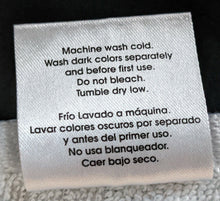 Machine wash cold.
Wash dark colors separately
and before first use.
Do not bleach.
Tumble dry low.
Frío Lavado a máquina.
Lavar colores oscuros por separado
y antes del primer uso.
No usa blanqueador.
Caer bajo seco.